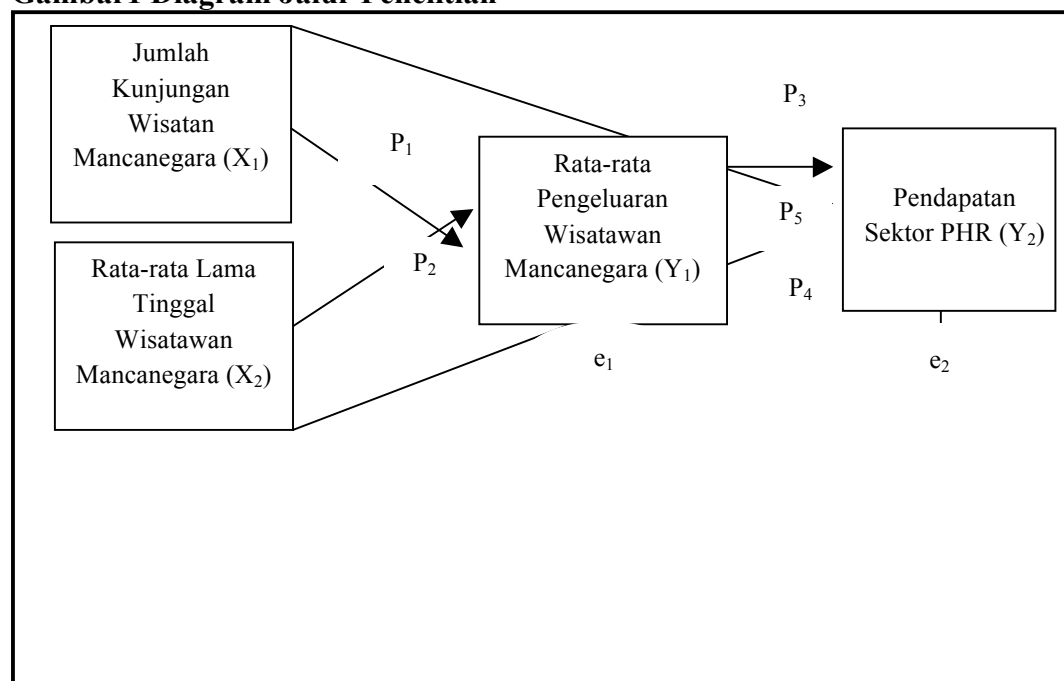 Gambar1 Diagram Jalur Penelitian
Jumlah
Kunjungan
Wisatan
Mancanegara (X₁)
Rata-rata Lama
Tinggal
Wisatawan
Mancanegara (X₂)
P₁
P₂
Rata-rata
Pengeluaran
Wisatawan
Mancanegara (Y₁)
e₁
P₃
P₅
P₄
Pendapatan
Sektor PHR (Y₂)
e₂